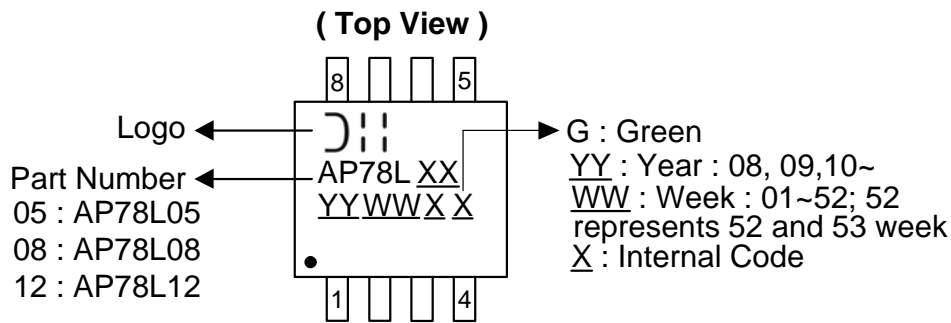 ( Top View )
8 5
Logo
AP78L XX
YY WW X X
Part Number
05 : AP78L05
08 : AP78L08
12 : AP78L12
G : Green
YY : Year : 08, 09,10~
WW : Week : 01~52; 52
represents 52 and 53 week
X : Internal Code
1 4